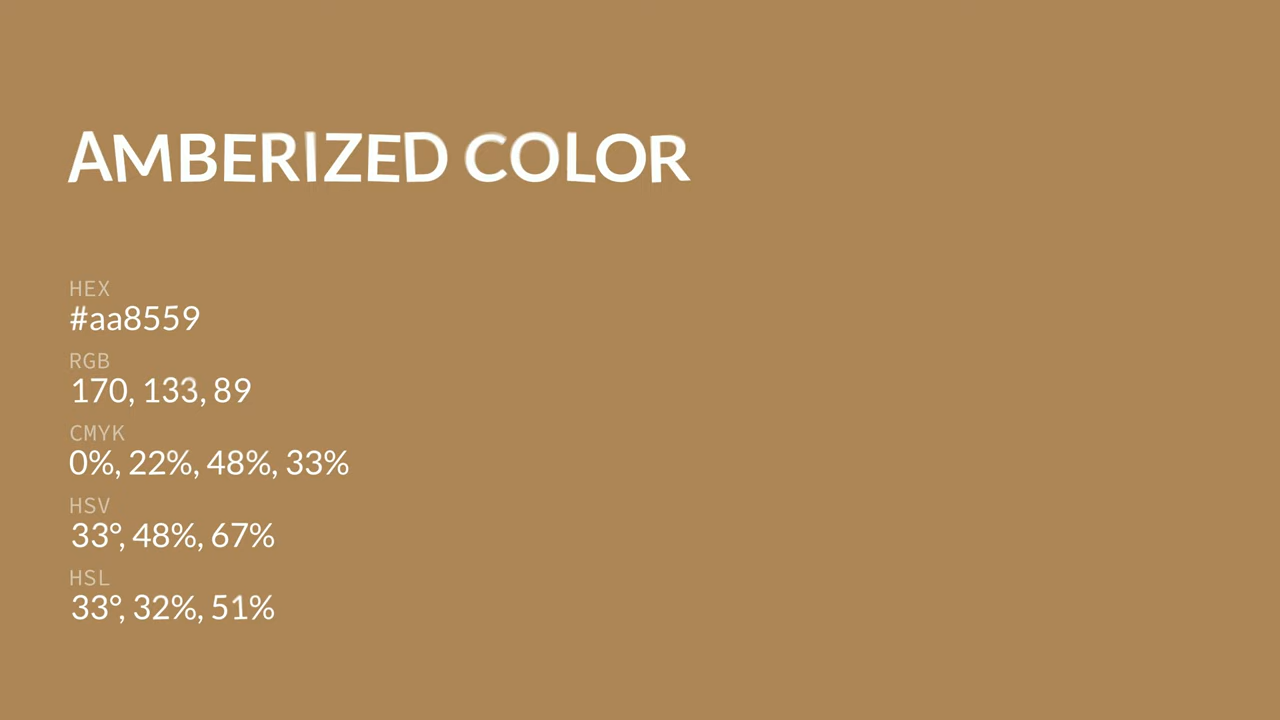 AMBERIZED COLOR
HEX
#aa8559
RGB
170, 133, 89
CMYK
0%, 22%, 48%, 33%
HSV
33°, 48%, 67%
HSL
33°, 32%, 51%